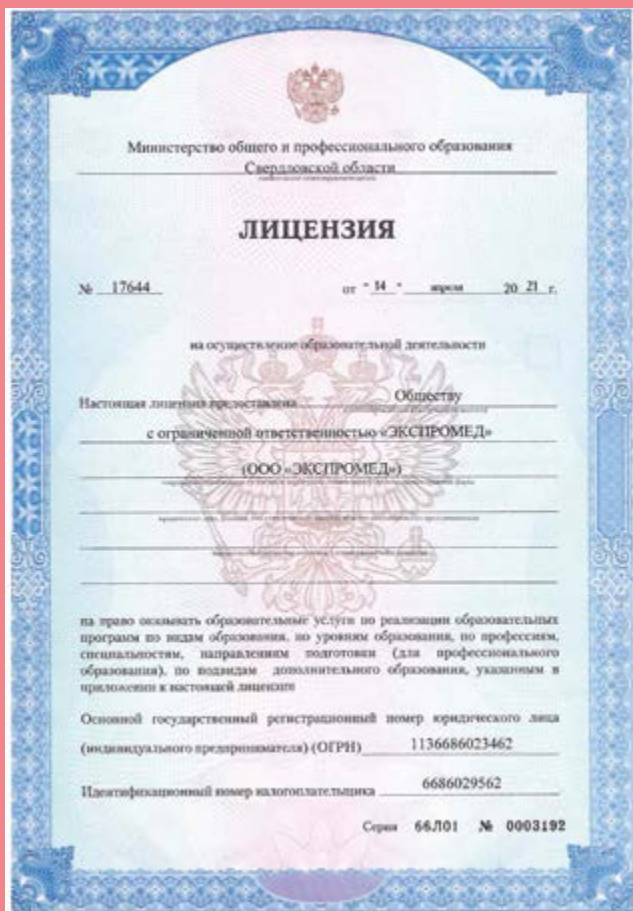 Министерство общего и профессионального образования
Свердловской области
ЛИЦЕНЗИЯ
№ 17644 от "14" апреля 20 21 г.
на осуществление образовательной деятельности
Настоящая лицензия предоставлена Обществу
с ограниченной ответственностью «ЭКСПРОМЕД»
(ООО «ЭКСПРОМЕД»)
на право оказывать образовательные услуги по реализации образовательных
программ по видам образования, по уровням образования, по профессиям,
специальностям, направлениям подготовки (для профессионального
образования), по подвидам дополнительного образования, указанным в
приложении к настоящей лицензии
Основной государственный регистрационный номер юридического лица
(индивидуального предпринимателя) (ОГРН) 1136686023462
Идентификационный номер налогоплательщика 6686029562
Серия 66Л01 № 0003192